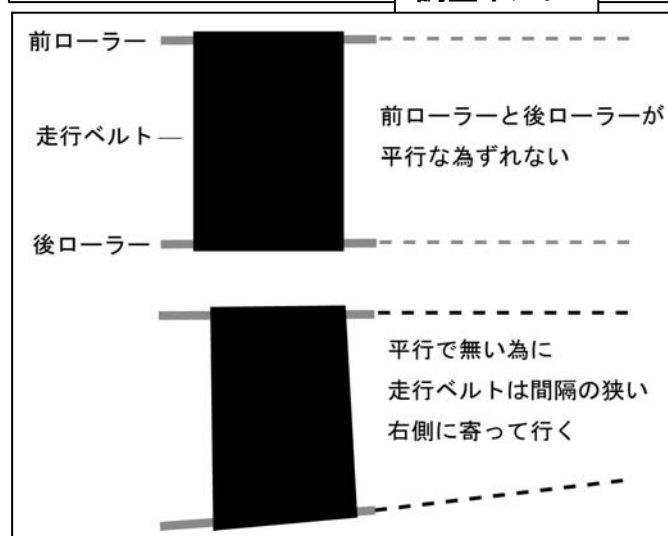 前ローラー
走行ベルト
前ローラーと後ローラーが
平行な為ずれない
後ローラー
平行で無い為に
走行ベルトは間隔の狭い
右側に寄って行く